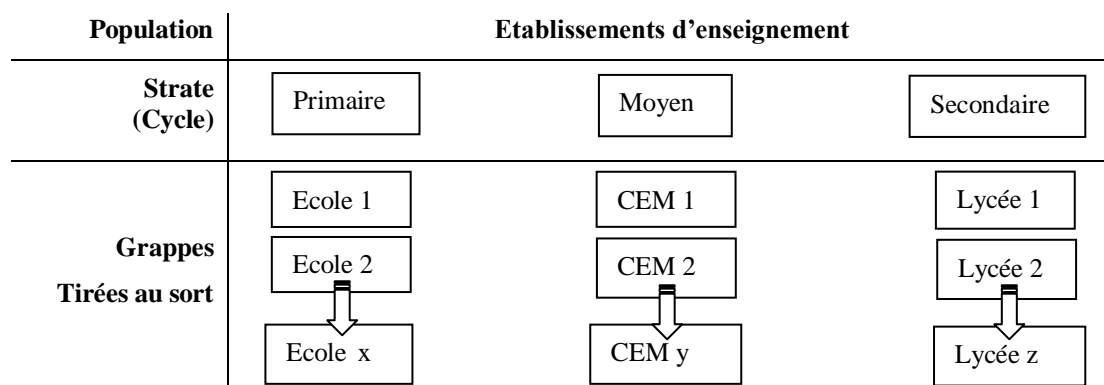 Population Etablissements d'enseignement
Strate
(Cycle)
Primaire Moyen Secondaire
Ecole 1 CEM 1 Lycée 1
Grappes
Ecole 2 CEM 2 Lycée 2
Tirées au sort
Ecole x CEM y Lycée z